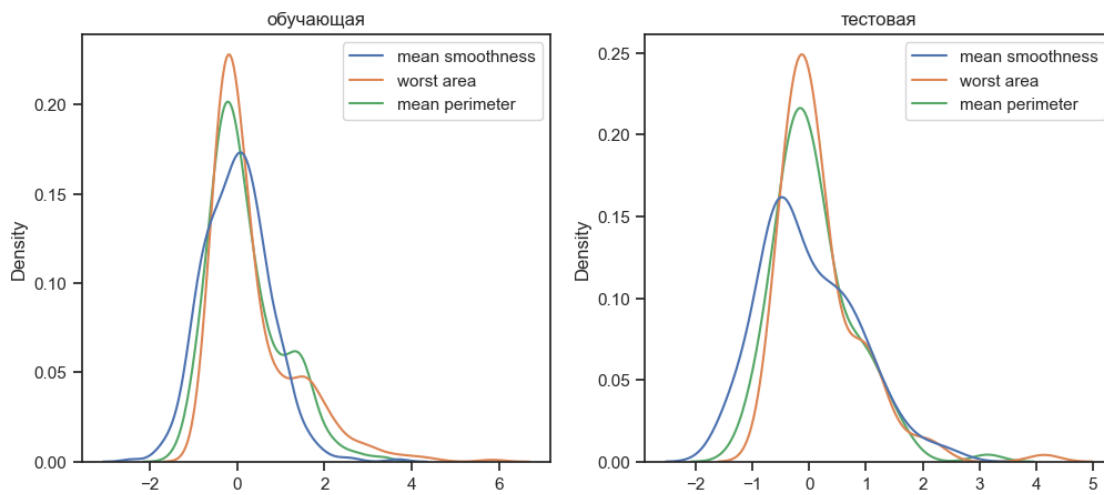 обучающая
mean smoothness
worst area
mean perimeter
Density
0.20
0.15
0.10
0.05
0.00
−2 0 2 4 6
тестовая
mean smoothness
worst area
mean perimeter
Density
0.25
0.20
0.15
0.10
0.05
0.00
−2 −1 0 1 2 3 4 5